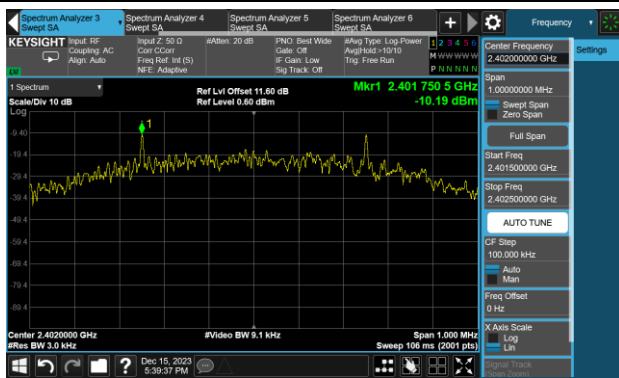 Spectrum Analyzer 3
Swept SA
Spectrum Analyzer 4
Swept SA
Spectrum Analyzer 5
Swept SA
Spectrum Analyzer 6
Swept SA
+
Frequency
KEYSIGHT
Input: RF
Coupling: AC
Align: Auto
Input Z: 50 Ω
Corr CCorr
Freq Ref: Int (S)
NFE: Adaptive
#Atten: 20 dB
PNO: Best Wide
Gate: Off
IF Gain: Low
Sig Track: Off
#Avg Type: Log-Power
Avg|Hold:>10/10
Trig: Free Run
1 2 3 4 5 6
M W W W W W
P N N N N N
LXI
1 Spectrum
Scale/Div 10 dB
Log
Ref Lvl Offset 11.60 dB
Ref Level 0.60 dBm
Mkr1 2.401 750 5 GHz
-10.19 dBm
1
-9.40
-19.4
-29.4
-39.4
-49.4
-59.4
-69.4
-79.4
-89.4
Center 2.4020000 GHz
#Res BW 3.0 kHz
#Video BW 9.1 kHz
Span 1.000 MHz
Sweep 106 ms (2001 pts)
Center Frequency
2.402000000 GHz
Settings
Span
1.00000000 MHz
Swept Span
Zero Span
Full Span
Start Freq
2.401500000 GHz
Stop Freq
2.402500000 GHz
AUTO TUNE
CF Step
100.000 kHz
Auto
Man
Freq Offset
0 Hz
X Axis Scale
Log
Lin
Signal Track
(Span Zoom)
?
Dec 15, 2023
5:39:37 PM